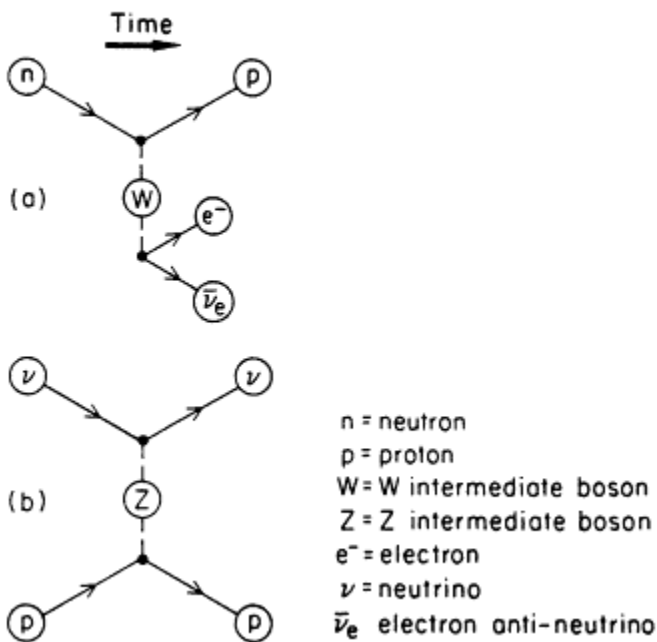 Time
n p
(a) W
e⁻
ν̄ₑ
ν ν
(b) Z
p p
n = neutron
p = proton
W = W intermediate boson
Z = Z intermediate boson
e⁻ = electron
ν = neutrino
ν̄ₑ electron anti-neutrino